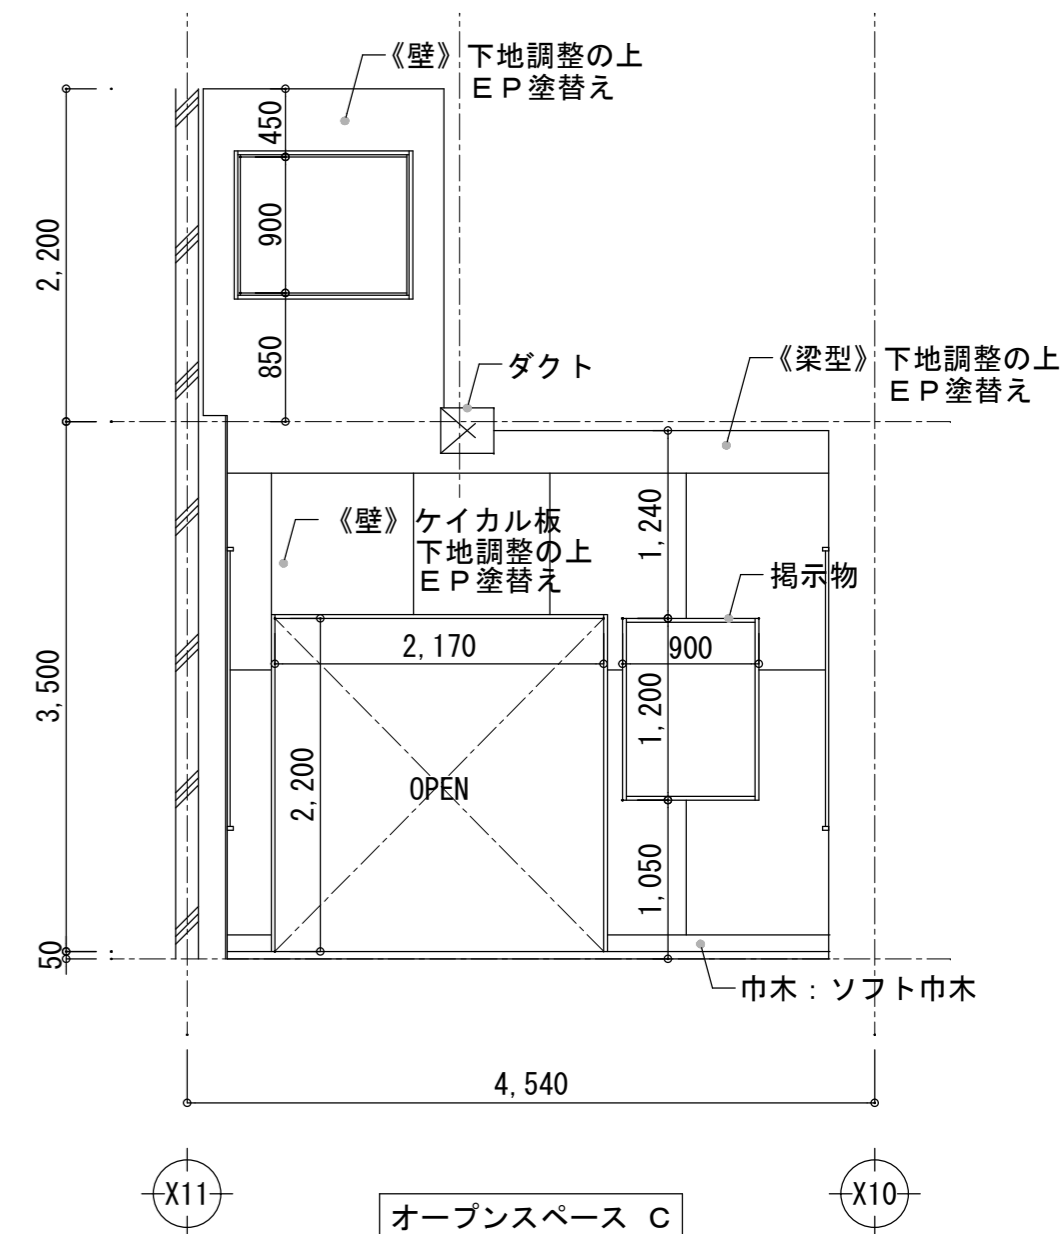 《壁》下地調整の上
ＥＰ塗替え
450
900
850
2,200
ダクト
《梁型》下地調整の上
ＥＰ塗替え
1,240
《壁》ケイカル板
下地調整の上
ＥＰ塗替え
掲示物
2,170
900
1,200
3,500
2,200
OPEN
1,050
50
巾木：ソフト巾木
4,540
X11
X10
オープンスペース C